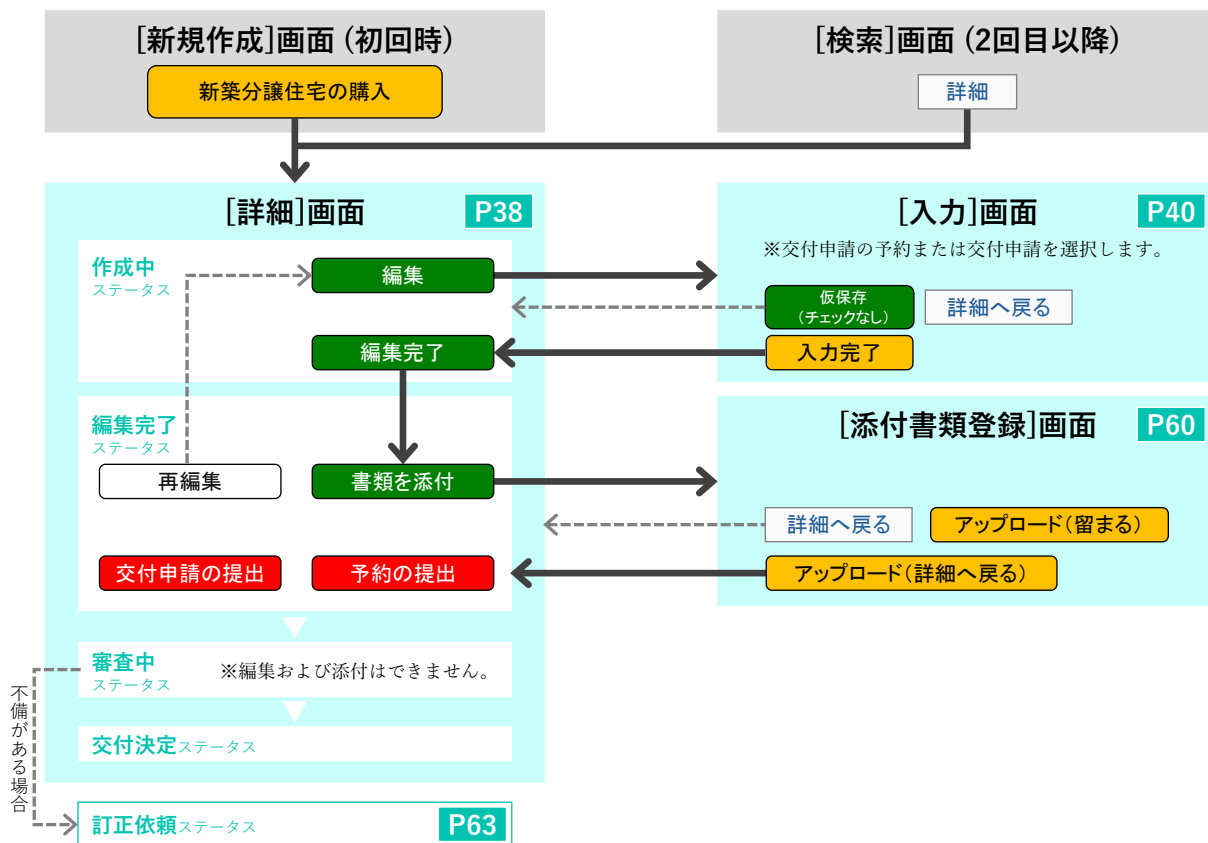 [新規作成]画面 (初回時)
新築分譲住宅の購入
[検索]画面 (2回目以降)
詳細
[詳細]画面
P38
作成中
ステータス
編集
編集完了
編集完了
ステータス
再編集
書類を添付
交付申請の提出
予約の提出
審査中
ステータス
※編集および添付はできません。
交付決定ステータス
不備がある場合
訂正依頼ステータス
P63
[入力]画面
P40
※交付申請の予約または交付申請を選択します。
仮保存
(チェックなし)
詳細へ戻る
入力完了
[添付書類登録]画面
P60
詳細へ戻る
アップロード(留まる)
アップロード(詳細へ戻る)